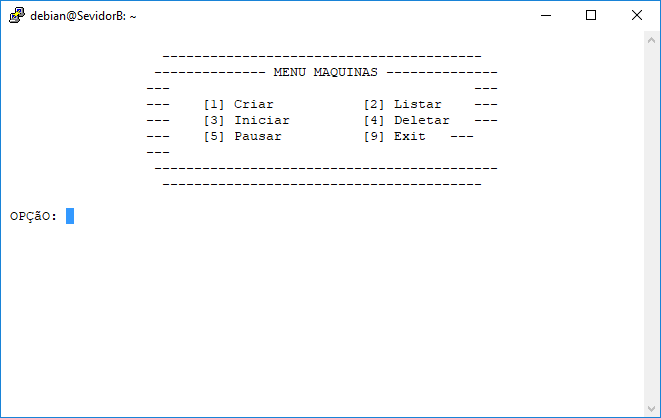 debian@SevidorB: ~
----------------------------------------
-------------- MENU MAQUINAS --------------
--- ---
--- [1] Criar [2] Listar ---
--- [3] Iniciar [4] Deletar ---
--- [5] Pausar [9] Exit ---
---
-------------------------------------------
----------------------------------------
OPÇãO: